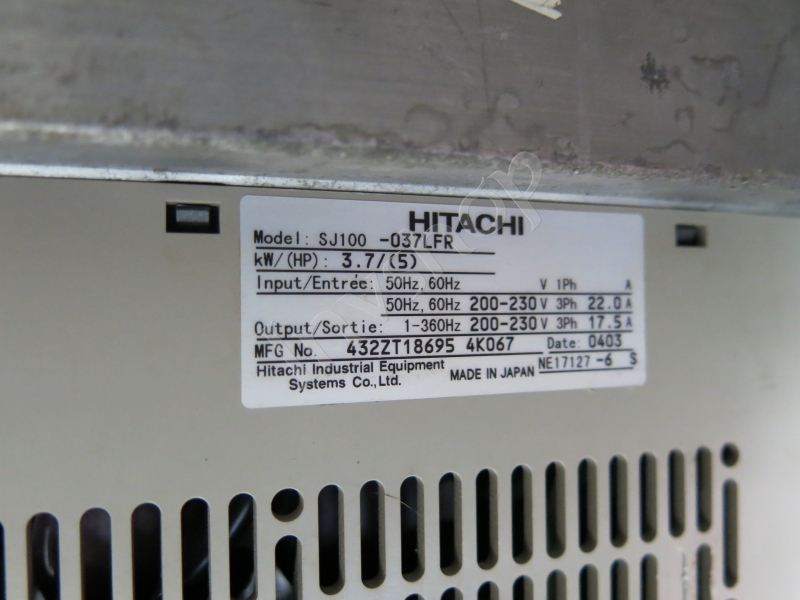 HITACHI
Model: SJ100 -037LFR
kW/(HP): 3.7/(5)
Input/Entrée: 50Hz, 60Hz V 1Ph A
50Hz, 60Hz 200-230 V 3Ph 22.0 A
Output/Sortie: 1-360Hz 200-230 V 3Ph 17.5 A
MFG No. 432ZT18695 4K067 Date: 0403
Hitachi Industrial Equipment
Systems Co., Ltd. MADE IN JAPAN NE17127 -6 S